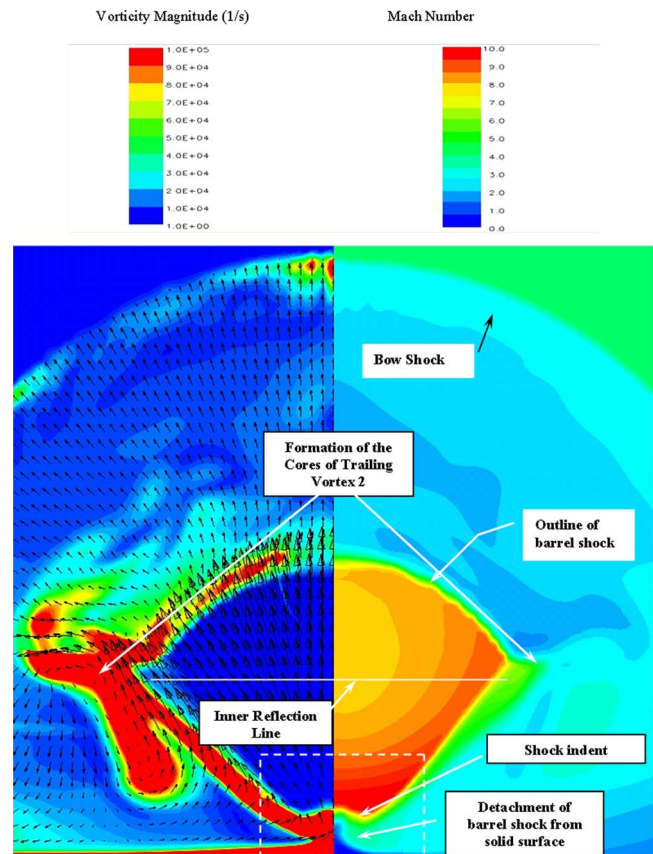 Vorticity Magnitude (1/s)
Mach Number
1.0E+05
9.0E+04
8.0E+04
7.0E+04
6.0E+04
5.0E+04
4.0E+04
3.0E+04
2.0E+04
1.0E+04
1.0E+00
10.0
9.0
8.0
7.0
6.0
5.0
4.0
3.0
2.0
1.0
0.0
Bow Shock
Formation of the
Cores of Trailing
Vortex 2
Outline of
barrel shock
Inner Reflection
Line
Shock indent
Detachment of
barrel shock from
solid surface